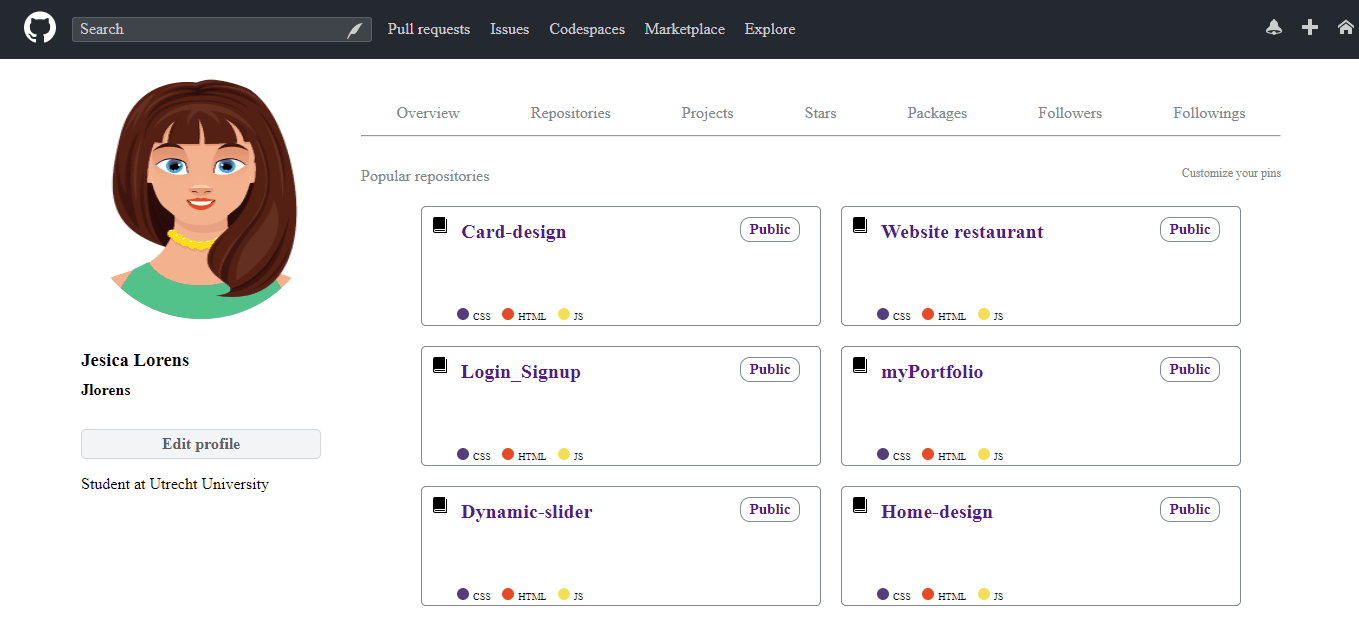 Search Pull requests Issues Codespaces Marketplace Explore
Overview Repositories Projects Stars Packages Followers Followings
Popular repositories Customize your pins
Card-design Public
CSS HTML JS
Website restaurant Public
CSS HTML JS
Login_Signup Public
CSS HTML JS
myPortfolio Public
CSS HTML JS
Dynamic-slider Public
CSS HTML JS
Home-design Public
CSS HTML JS
Jesica Lorens
Jlorens
Edit profile
Student at Utrecht University